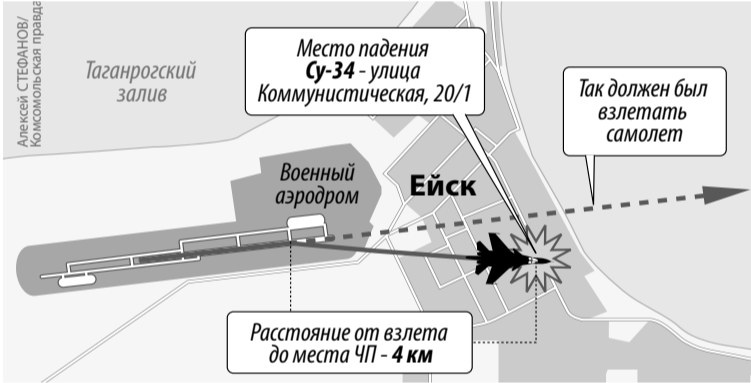 Алексей СТЕФАНОВ/
Комсомольская правда
Таганрогский
залив
Место падения
Су-34 - улица
Коммунистическая, 20/1
Так должен был
взлетать
самолет
Военный
аэродром
Ейск
Расстояние от взлета
до места ЧП - 4 км